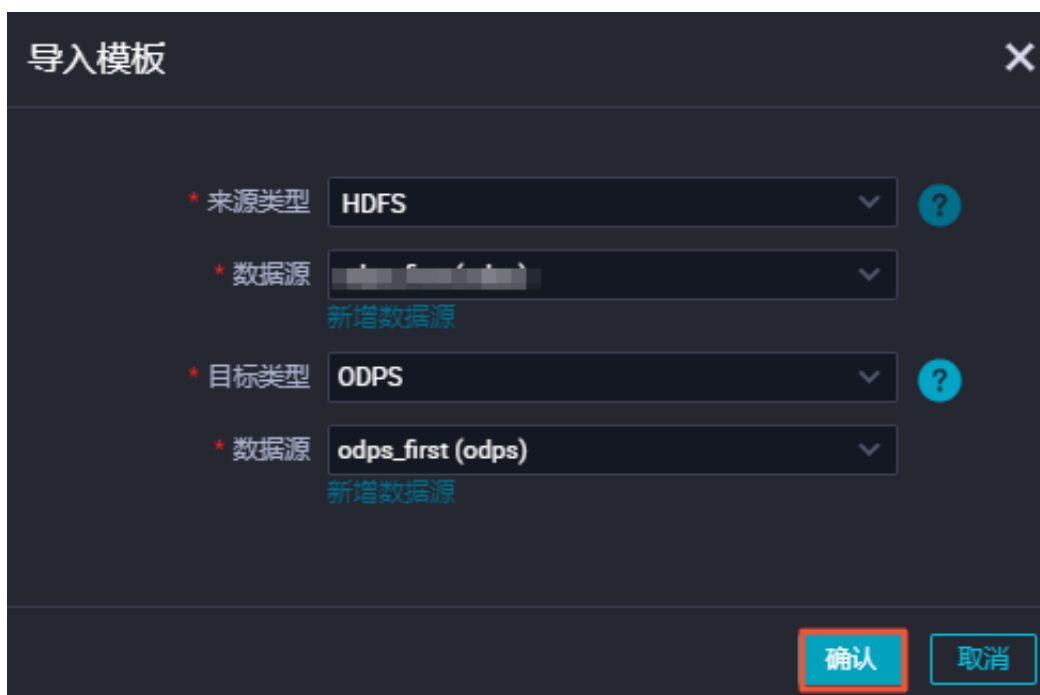 导入模板
* 来源类型 HDFS ?
* 数据源
新增数据源
* 目标类型 ODPS ?
* 数据源 odps_first (odps)
新增数据源
确认 取消